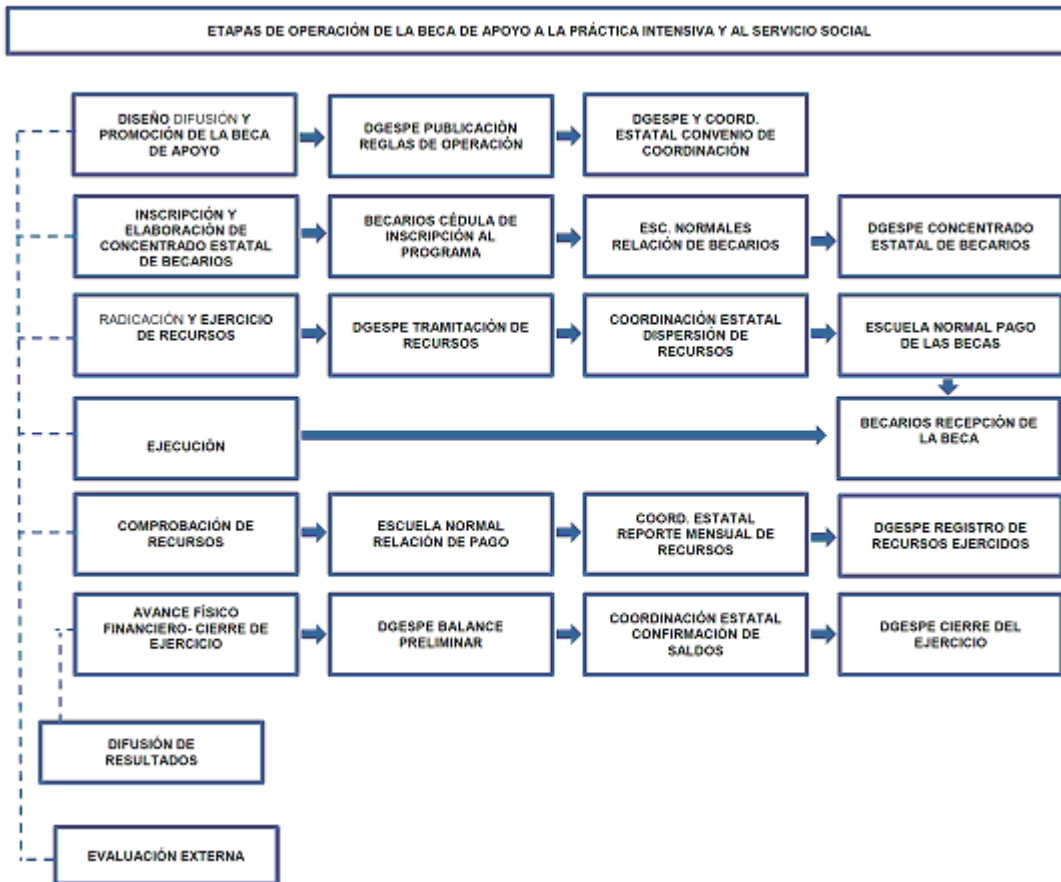 ETAPAS DE OPERACIÓN DE LA BECA DE APOYO A LA PRÁCTICA INTENSIVA Y AL SERVICIO SOCIAL
DISEÑO DIFUSIÓN Y
PROMOCIÓN DE LA BECA
DE APOYO
DGESPE PUBLICACIÓN
REGLAS DE OPERACIÓN
DGESPE Y COORD.
ESTATAL CONVENIO DE
COORDINACIÓN
INSCRIPCIÓN Y
ELABORACIÓN DE
CONCENTRADO ESTATAL
DE BECARIOS
BECARIOS CÉDULA DE
INSCRIPCIÓN AL
PROGRAMA
ESC. NORMALES
RELACIÓN DE BECARIOS
DGESPE CONCENTRADO
ESTATAL DE BECARIOS
RADICACIÓN Y EJERCICIO
DE RECURSOS
DGESPE TRAMITACIÓN DE
RECURSOS
COORDINACIÓN ESTATAL
DISPERSIÓN DE
RECURSOS
ESCUELA NORMAL PAGO
DE LAS BECAS
EJECUCIÓN
BECARIOS RECEPCIÓN DE
LA BECA
COMPROBACIÓN DE
RECURSOS
ESCUELA NORMAL
RELACIÓN DE PAGO
COORD. ESTATAL
REPORTE MENSUAL DE
RECURSOS
DGESPE REGISTRO DE
RECURSOS EJERCIDOS
AVANCE FÍSICO
FINANCIERO- CIERRE DE
EJERCICIO
DGESPE BALANCE
PRELIMINAR
COORDINACIÓN ESTATAL
CONFIRMACIÓN DE
SALDOS
DGESPE CIERRE DEL
EJERCICIO
DIFUSIÓN DE
RESULTADOS
EVALUACIÓN EXTERNA